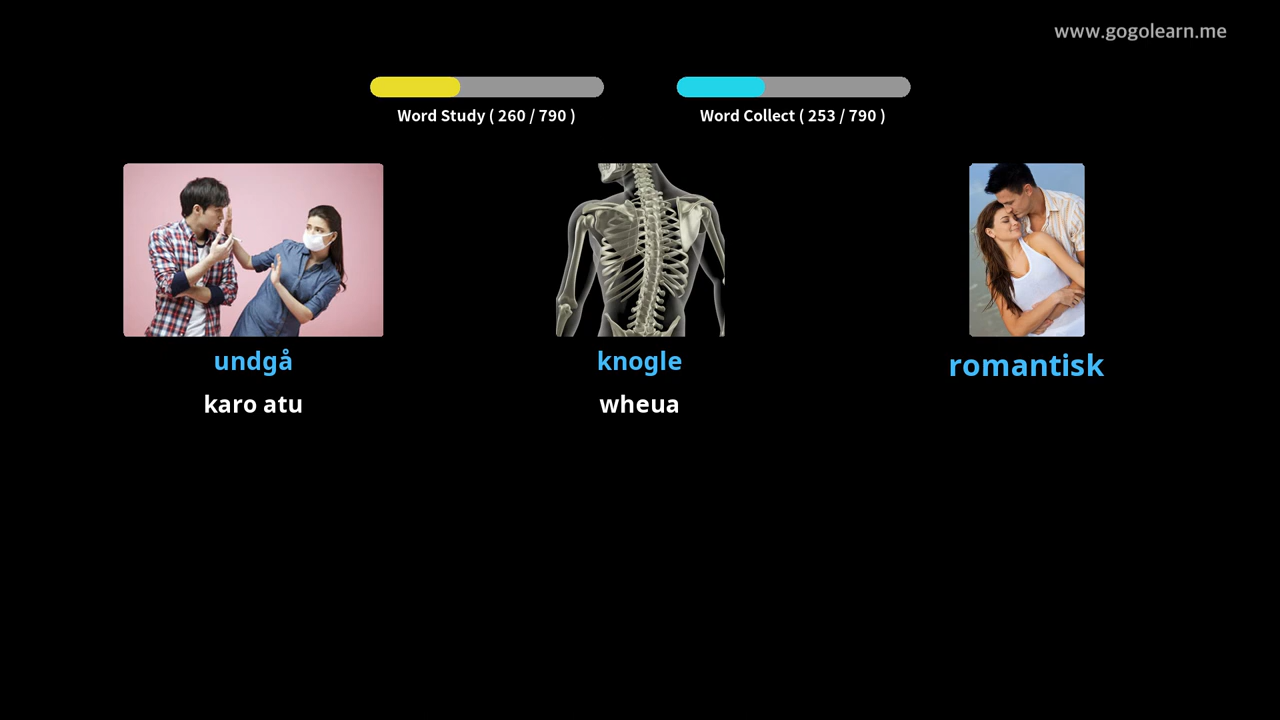 www.gogolearn.me
Word Study ( 260 / 790 )
Word Collect ( 253 / 790 )
undgå
karo atu
knogle
wheua
romantisk